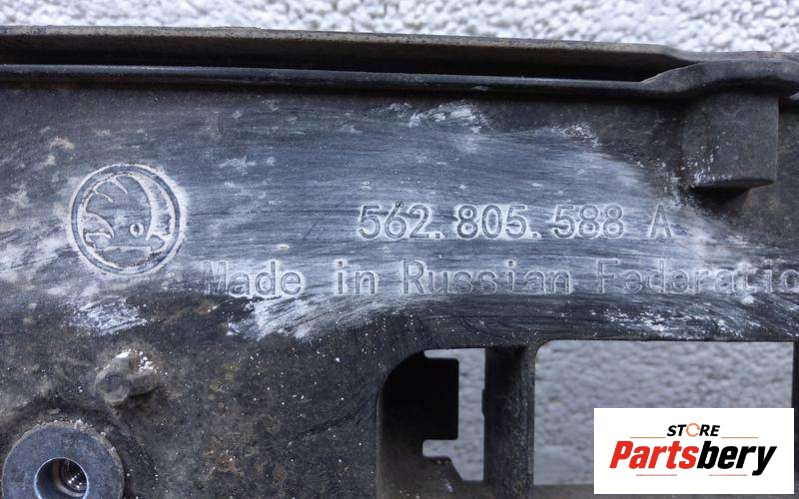 562.805.588 A
Made in Russian Federatio
STORE
Partsbery